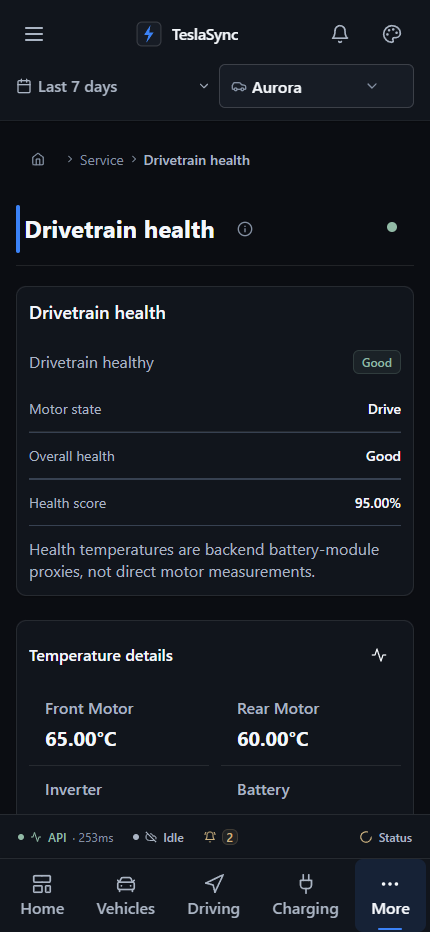 TeslaSync
Last 7 days
Aurora
Service
Drivetrain health
Drivetrain health
Drivetrain health
Drivetrain healthy
Good
Motor state
Drive
Overall health
Good
Health score
95.00%
Health temperatures are backend battery-module
proxies, not direct motor measurements.
Temperature details
Front Motor
Rear Motor
65.00°C
60.00°C
Inverter
Battery
API · 253ms
Idle
2
Status
Home
Vehicles
Driving
Charging
More